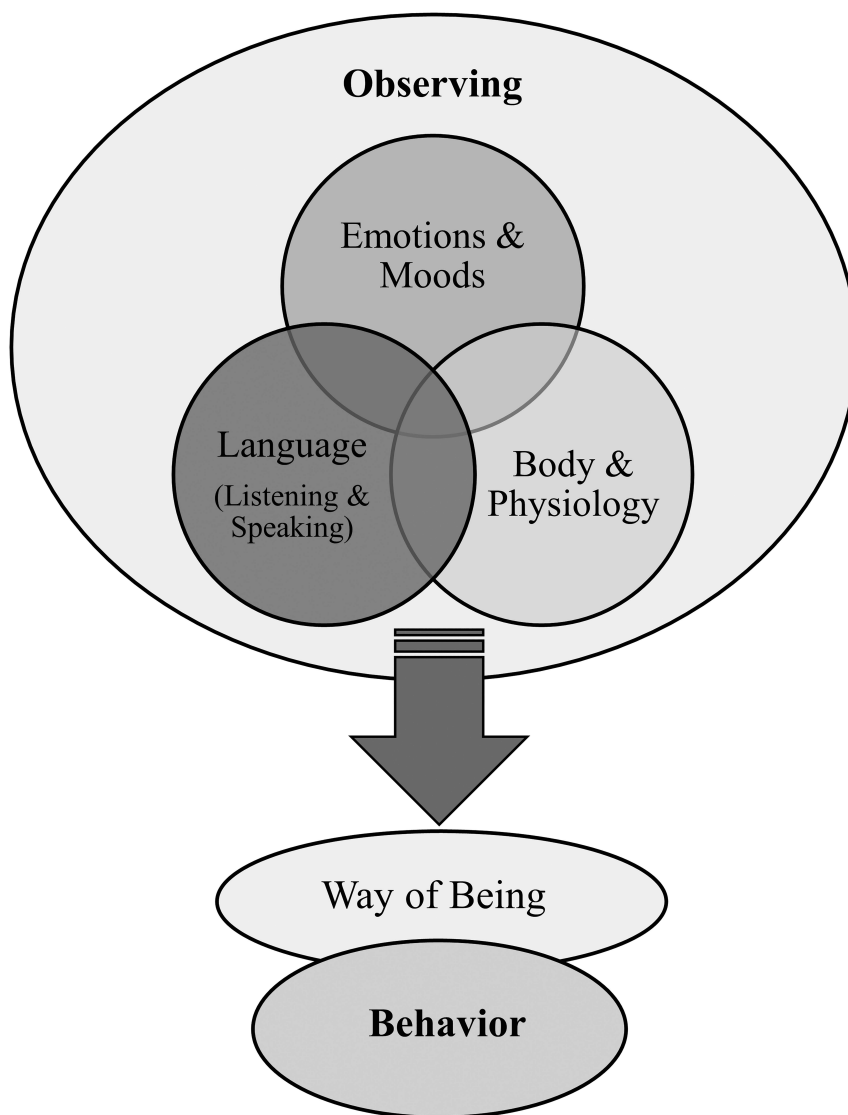 Observing
Emotions &
Moods
Language
(Listening &
Speaking)
Body &
Physiology
Way of Being
Behavior